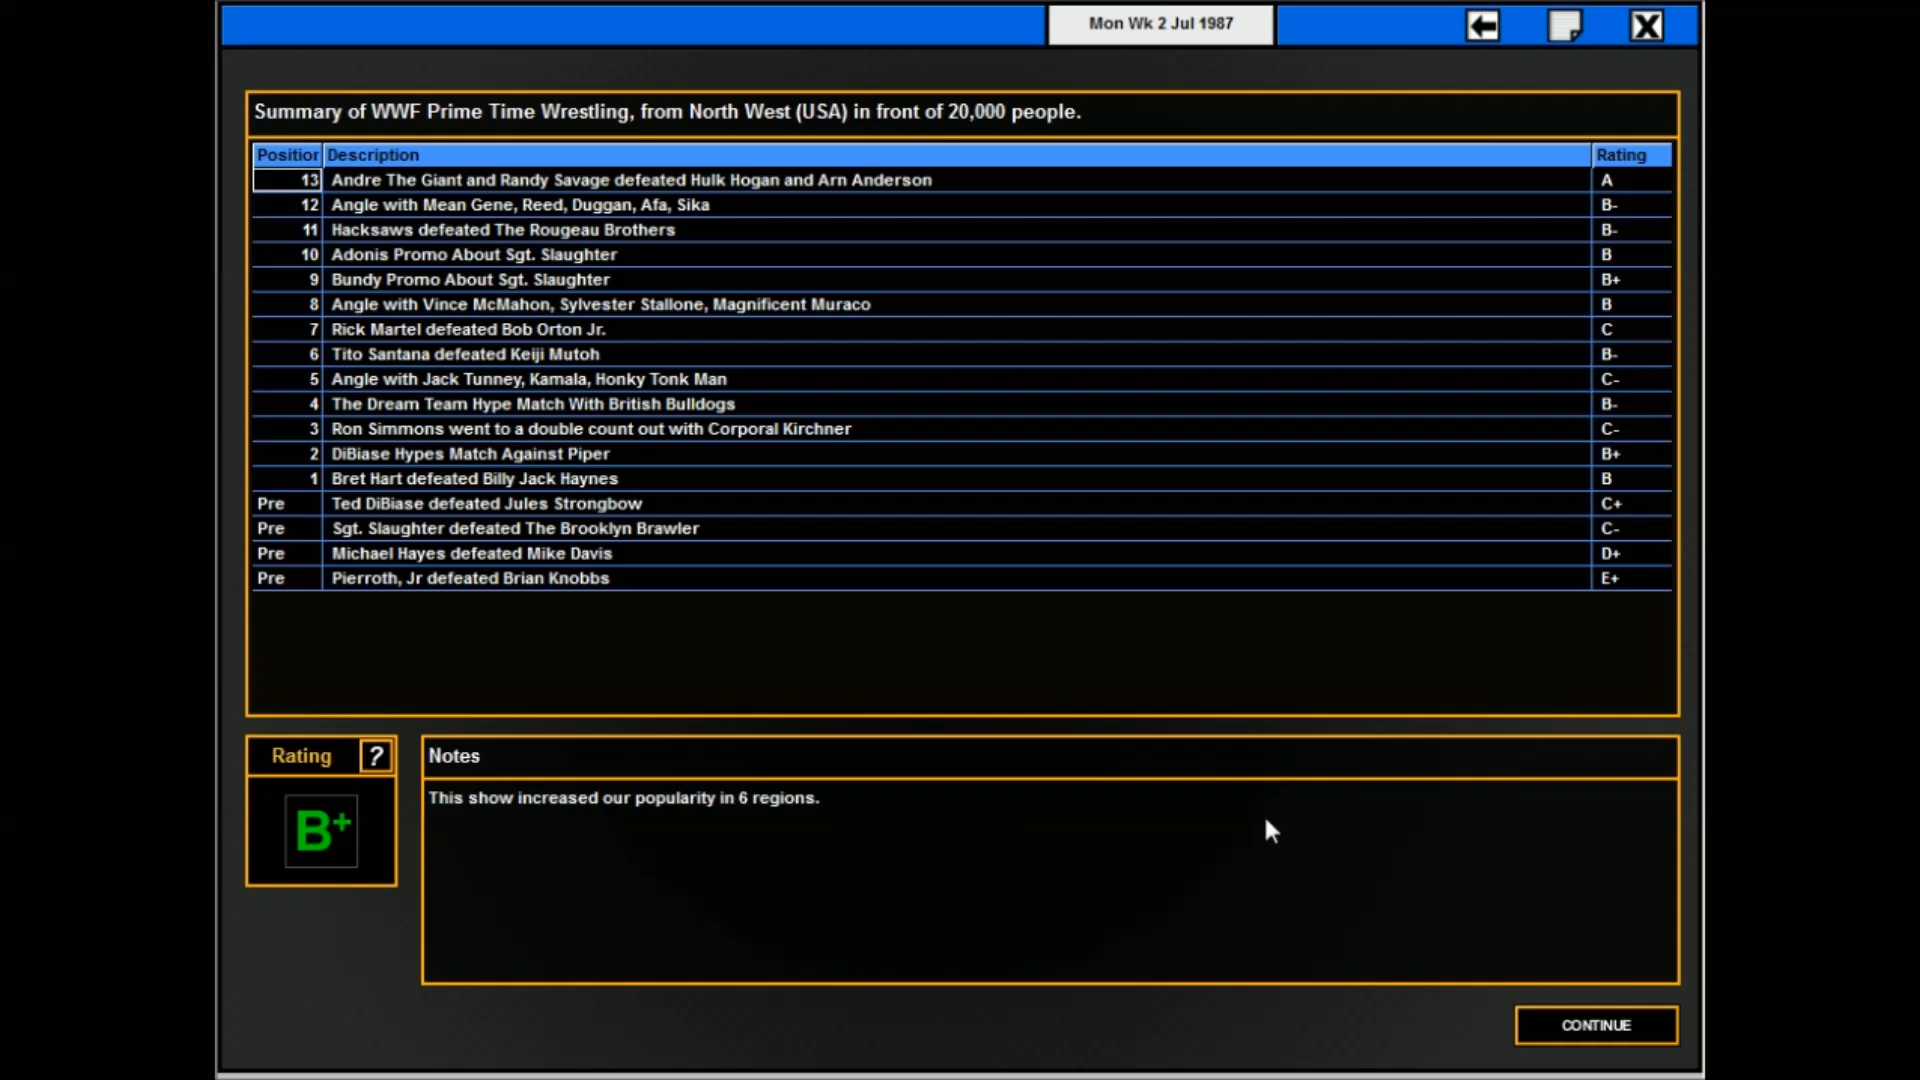 Mon Wk 2 Jul 1987
Summary of WWF Prime Time Wrestling, from North West (USA) in front of 20,000 people.
Position Description Rating
13 Andre The Giant and Randy Savage defeated Hulk Hogan and Arn Anderson A
12 Angle with Mean Gene, Reed, Duggan, Afa, Sika B-
11 Hacksaws defeated The Rougeau Brothers B-
10 Adonis Promo About Sgt. Slaughter B
9 Bundy Promo About Sgt. Slaughter B+
8 Angle with Vince McMahon, Sylvester Stallone, Magnificent Muraco B
7 Rick Martel defeated Bob Orton Jr. C
6 Tito Santana defeated Keiji Mutoh B-
5 Angle with Jack Tunney, Kamala, Honky Tonk Man C-
4 The Dream Team Hype Match With British Bulldogs B-
3 Ron Simmons went to a double count out with Corporal Kirchner C-
2 DiBiase Hypes Match Against Piper B+
1 Bret Hart defeated Billy Jack Haynes B
Pre Ted DiBiase defeated Jules Strongbow C+
Pre Sgt. Slaughter defeated The Brooklyn Brawler C-
Pre Michael Hayes defeated Mike Davis D+
Pre Pierroth, Jr defeated Brian Knobbs E+
Rating ?
B+
Notes
This show increased our popularity in 6 regions.
CONTINUE